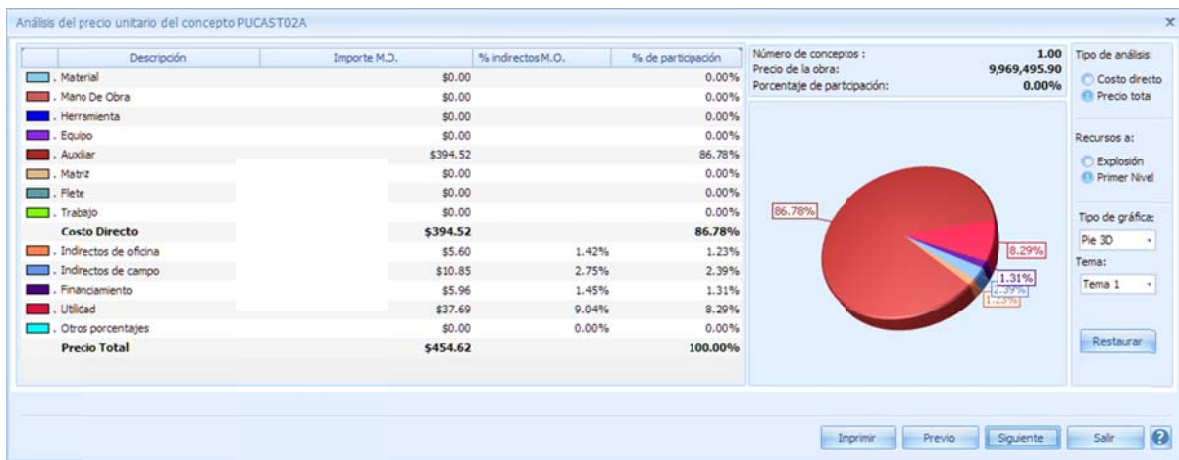 Análisis del precio unitario del concepto PUCAST02A
Descripción Importe M.O. % indirectosM.O. % de participación
. Material $0.00 0.00%
. Mano De Obra $0.00 0.00%
. Herramienta $0.00 0.00%
. Equipo $0.00 0.00%
. Auxiliar $394.52 86.78%
. Matriz $0.00 0.00%
. Flete $0.00 0.00%
. Trabajo $0.00 0.00%
Costo Directo $394.52 86.78%
. Indirectos de oficina $5.60 1.42% 1.23%
. Indirectos de campo $10.85 2.75% 2.39%
. Financiamiento $5.96 1.45% 1.31%
. Utilidad $37.69 9.04% 8.29%
. Otros porcentajes $0.00 0.00% 0.00%
Precio Total $454.62 100.00%
Número de conceptos : 1.00
Precio de la obra: 9,969,495.90
Porcentaje de participación: 0.00%
86.78%
8.29%
1.31%
2.39%
1.23%
Tipo de análisis
Costo directo
Precio tota
Recursos a:
Explosión
Primer Nivel
Tipo de gráfica:
Pie 3D
Tema:
Tema 1
Restaurar
Imprimir Previo Siguiente Salir ?